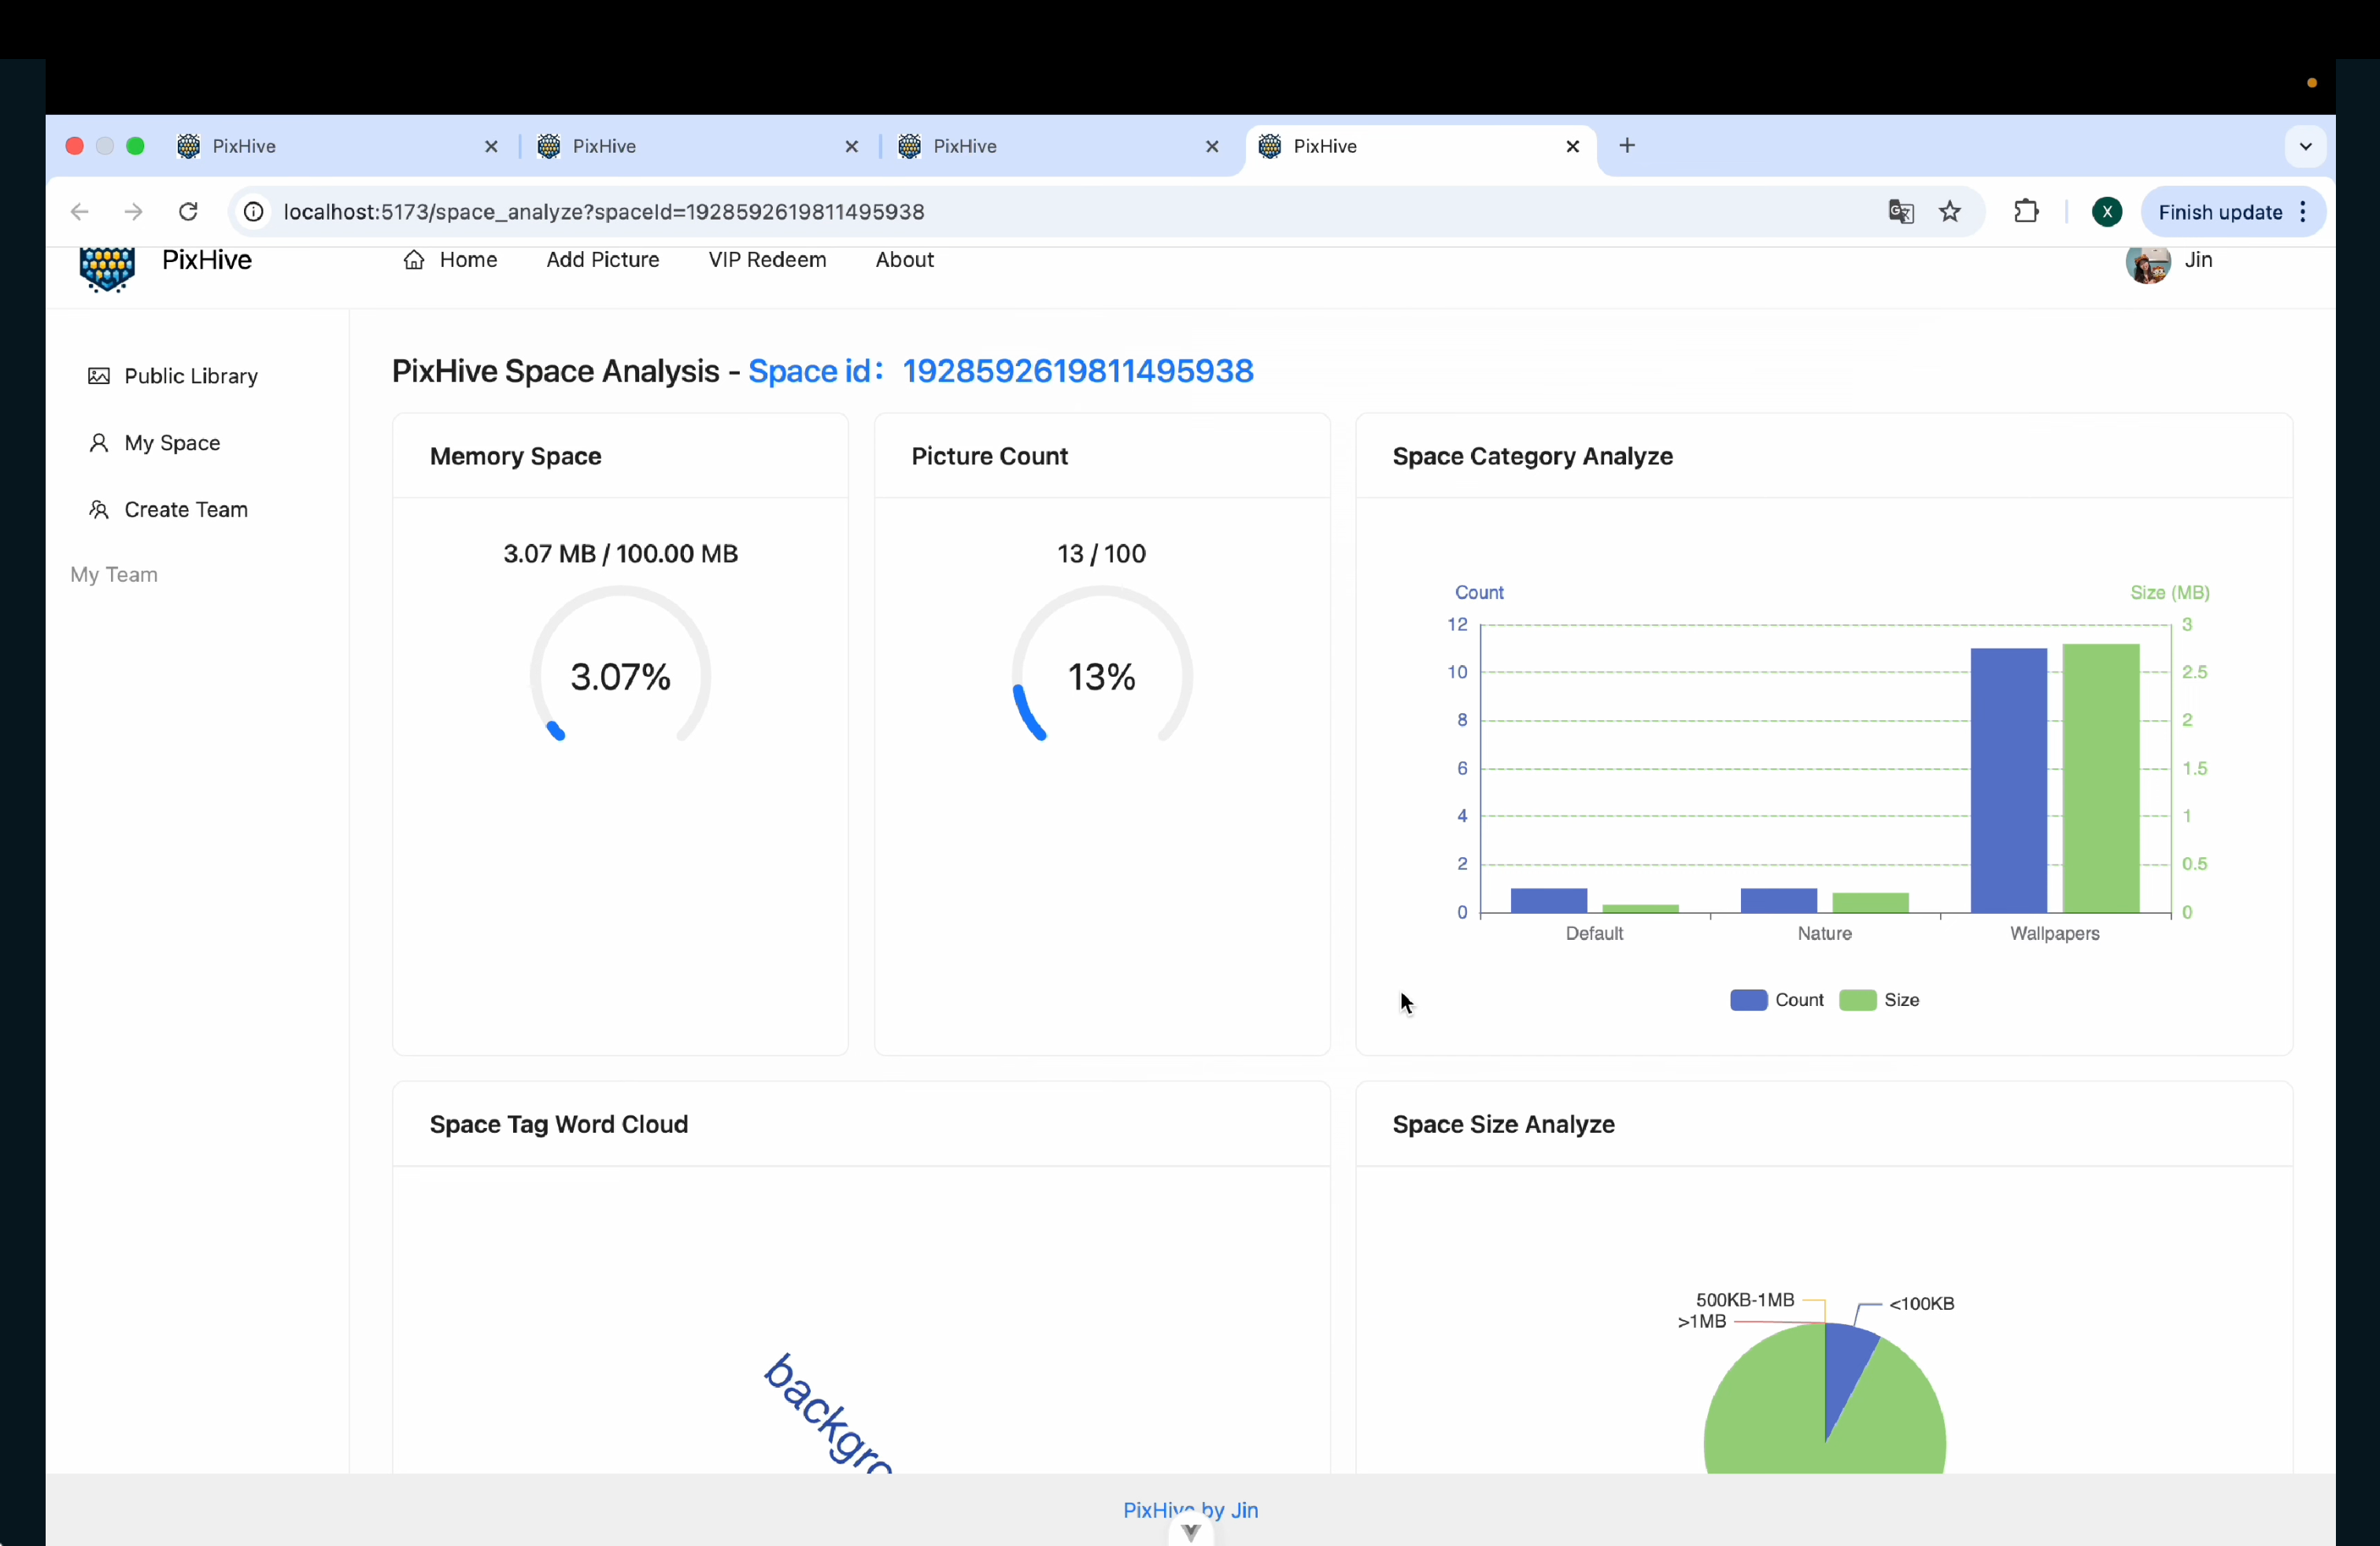 PixHive
PixHive
PixHive
PixHive
localhost:5173/space_analyze?spaceId=1928592619811495938
X
Finish update
PixHive
Home
Add Picture
VIP Redeem
About
Jin
Public Library
My Space
Create Team
My Team
PixHive Space Analysis - Space id：1928592619811495938
Memory Space
3.07 MB / 100.00 MB
3.07%
Picture Count
13 / 100
13%
Space Category Analyze
Count
Size (MB)
12
10
8
6
4
2
0
3
2.5
2
1.5
1
0.5
0
Default
Nature
Wallpapers
Count
Size
Space Tag Word Cloud
backgro
Space Size Analyze
500KB-1MB
>1MB
<100KB
PixHive by Jin